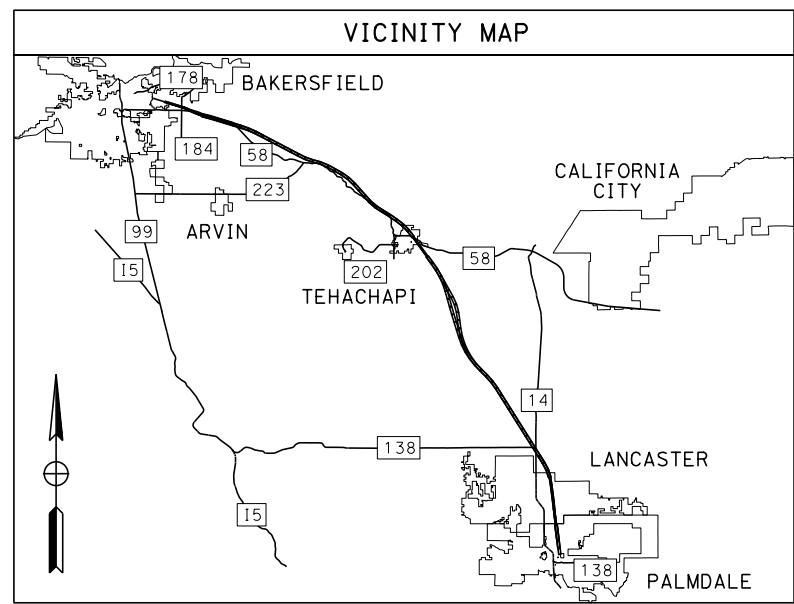 VICINITY MAP
178
BAKERSFIELD
184
58
CALIFORNIA
CITY
223
99
ARVIN
I5
58
202
TEHACHAPI
14
138
LANCASTER
I5
138
PALMDALE